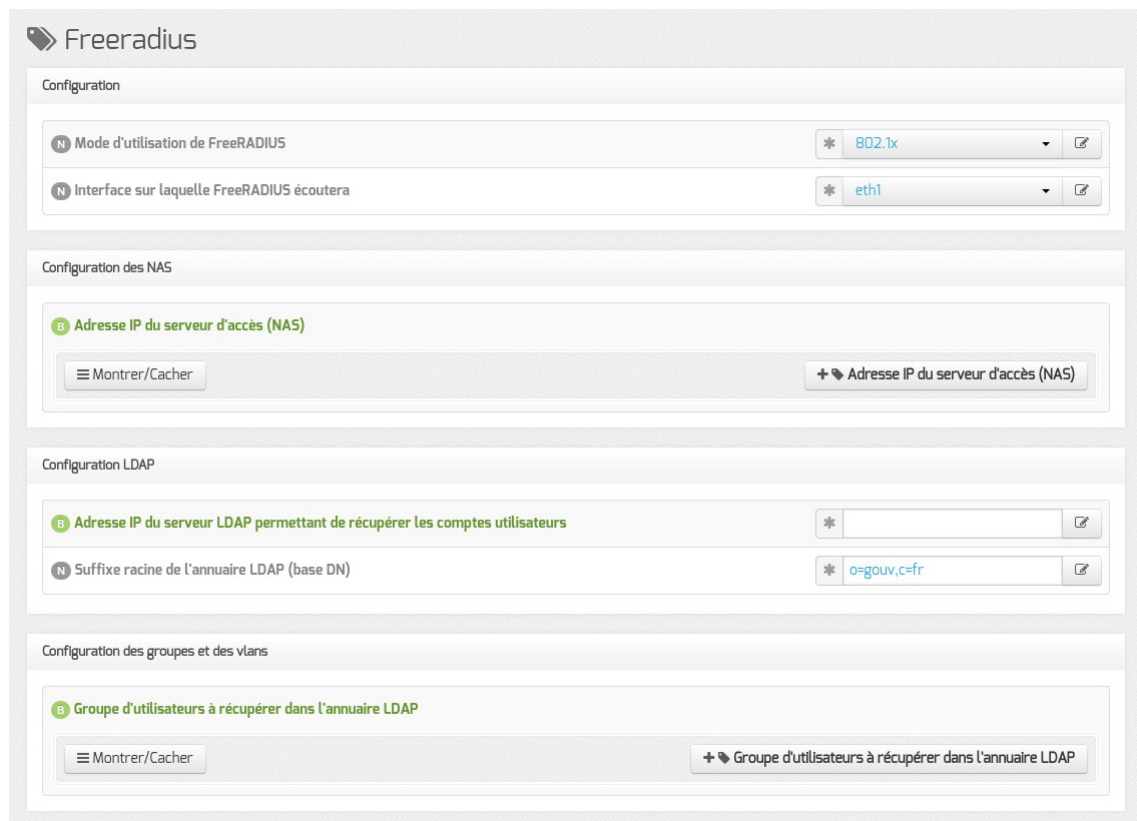 Freeradius
Configuration
N Mode d'utilisation de FreeRADIUS
802.1x
N Interface sur laquelle FreeRADIUS écoutera
eth1
Configuration des NAS
B Adresse IP du serveur d'accès (NAS)
Montrer/Cacher
Adresse IP du serveur d'accès (NAS)
Configuration LDAP
B Adresse IP du serveur LDAP permettant de récupérer les comptes utilisateurs
N Suffixe racine de l'annuaire LDAP (base DN)
o=gouv,c=fr
Configuration des groupes et des vlans
B Groupe d'utilisateurs à récupérer dans l'annuaire LDAP
Montrer/Cacher
Groupe d'utilisateurs à récupérer dans l'annuaire LDAP